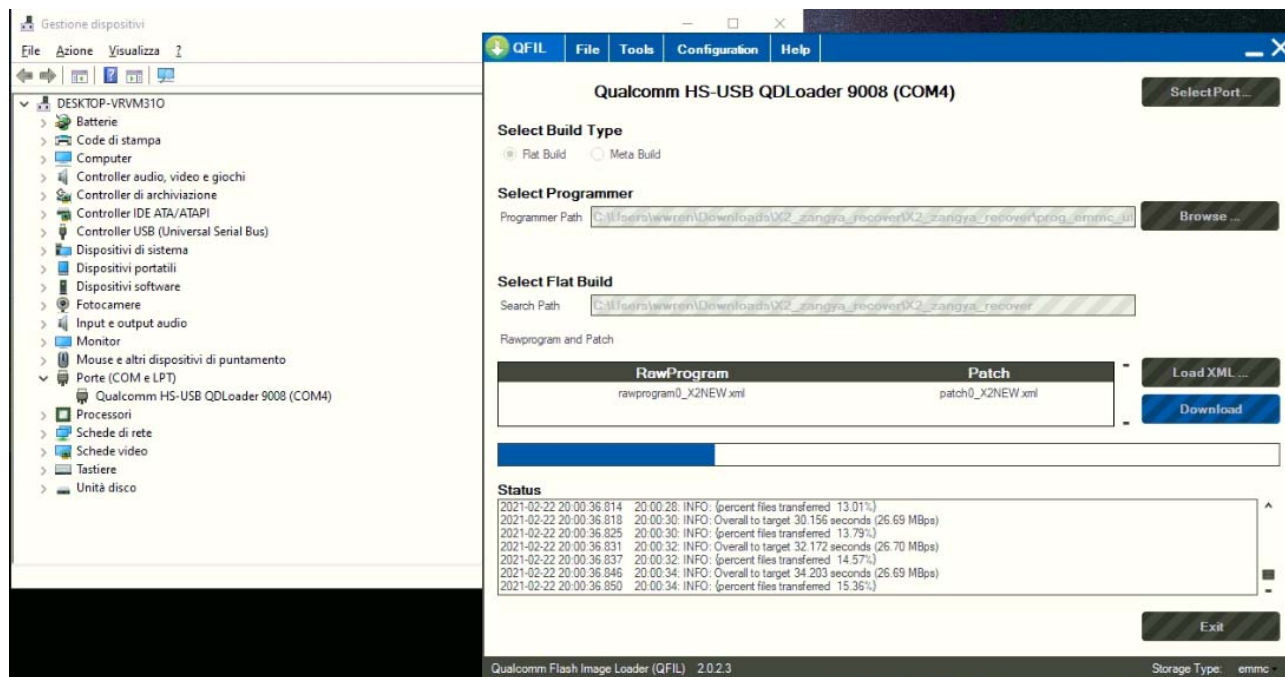 Gestione dispositivi
File Azione Visualizza ?
DESKTOP-VRVM31O
Batterie
Code di stampa
Computer
Controller audio, video e giochi
Controller di archiviazione
Controller IDE ATA/ATAPI
Controller USB (Universal Serial Bus)
Dispositivi di sistema
Dispositivi portatili
Dispositivi software
Fotocamere
Input e output audio
Monitor
Mouse e altri dispositivi di puntamento
Porte (COM e LPT)
Qualcomm HS-USB QDLoader 9008 (COM4)
Processori
Schede di rete
Schede video
Tastiere
Unità disco
QFIL File Tools Configuration Help
Qualcomm HS-USB QDLoader 9008 (COM4)
Select Port ...
Select Build Type
Flat Build Meta Build
Select Programmer
Programmer Path C:\Users\wwren\Downloads\X2_zangya_recover\X2_zangya_recover\prog_emmc_u
Browse ...
Select Flat Build
Search Path C:\Users\wwren\Downloads\X2_zangya_recover\X2_zangya_recover
Rawprogram and Patch
RawProgram Patch
rawprogram0_X2NEW.xml patch0_X2NEW.xml
Load XML ...
Download
Status
2021-02-22 20:00:36.814 20:00:28: INFO: {percent files transferred 13.01%}
2021-02-22 20:00:36.818 20:00:30: INFO: Overall to target 30.156 seconds (26.69 MBps)
2021-02-22 20:00:36.825 20:00:30: INFO: {percent files transferred 13.79%}
2021-02-22 20:00:36.831 20:00:32: INFO: Overall to target 32.172 seconds (26.70 MBps)
2021-02-22 20:00:36.837 20:00:32: INFO: {percent files transferred 14.57%}
2021-02-22 20:00:36.846 20:00:34: INFO: Overall to target 34.203 seconds (26.69 MBps)
2021-02-22 20:00:36.850 20:00:34: INFO: {percent files transferred 15.36%}
Exit
Qualcomm Flash Image Loader (QFIL) 2.0.2.3
Storage Type: emmc